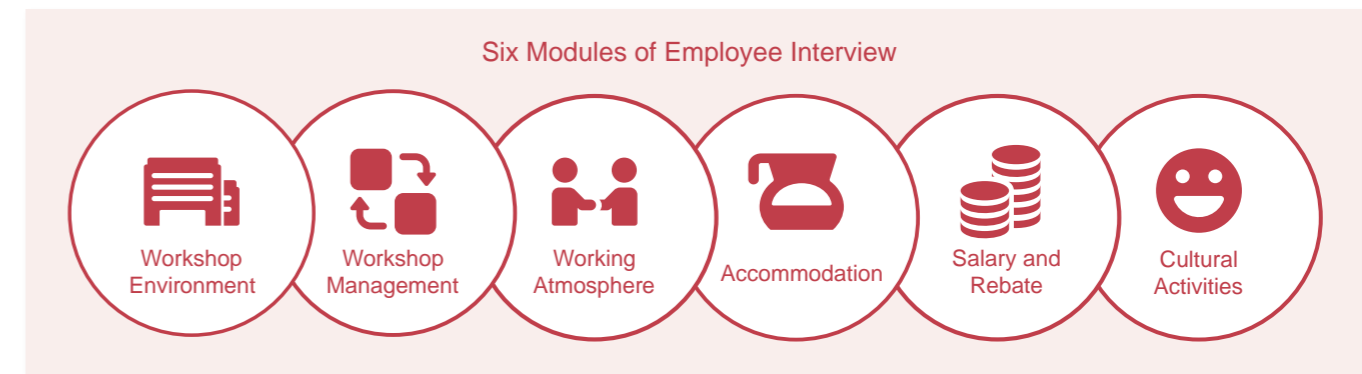 Six Modules of Employee Interview
Workshop
Environment
Workshop
Management
Working
Atmosphere
Accommodation
Salary and
Rebate
Cultural
Activities